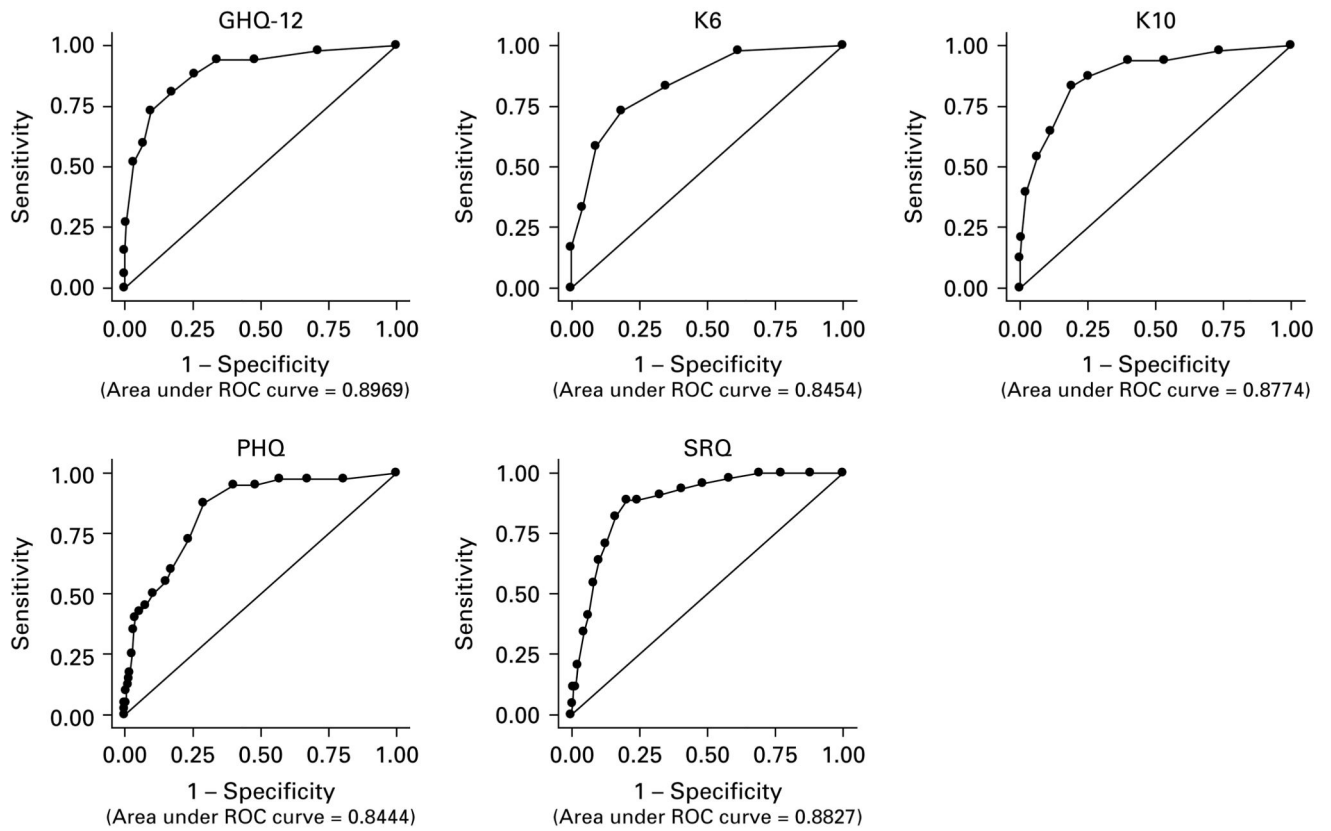 GHQ-12
1.00
0.75
0.50
0.25
0.00
Sensitivity
0.00 0.25 0.50 0.75 1.00
1 – Specificity
(Area under ROC curve = 0.8969)
K6
1.00
0.75
0.50
0.25
0.00
Sensitivity
0.00 0.25 0.50 0.75 1.00
1 – Specificity
(Area under ROC curve = 0.8454)
K10
1.00
0.75
0.50
0.25
0.00
Sensitivity
0.00 0.25 0.50 0.75 1.00
1 – Specificity
(Area under ROC curve = 0.8774)
PHQ
1.00
0.75
0.50
0.25
0.00
Sensitivity
0.00 0.25 0.50 0.75 1.00
1 – Specificity
(Area under ROC curve = 0.8444)
SRQ
1.00
0.75
0.50
0.25
0.00
Sensitivity
0.00 0.25 0.50 0.75 1.00
1 – Specificity
(Area under ROC curve = 0.8827)